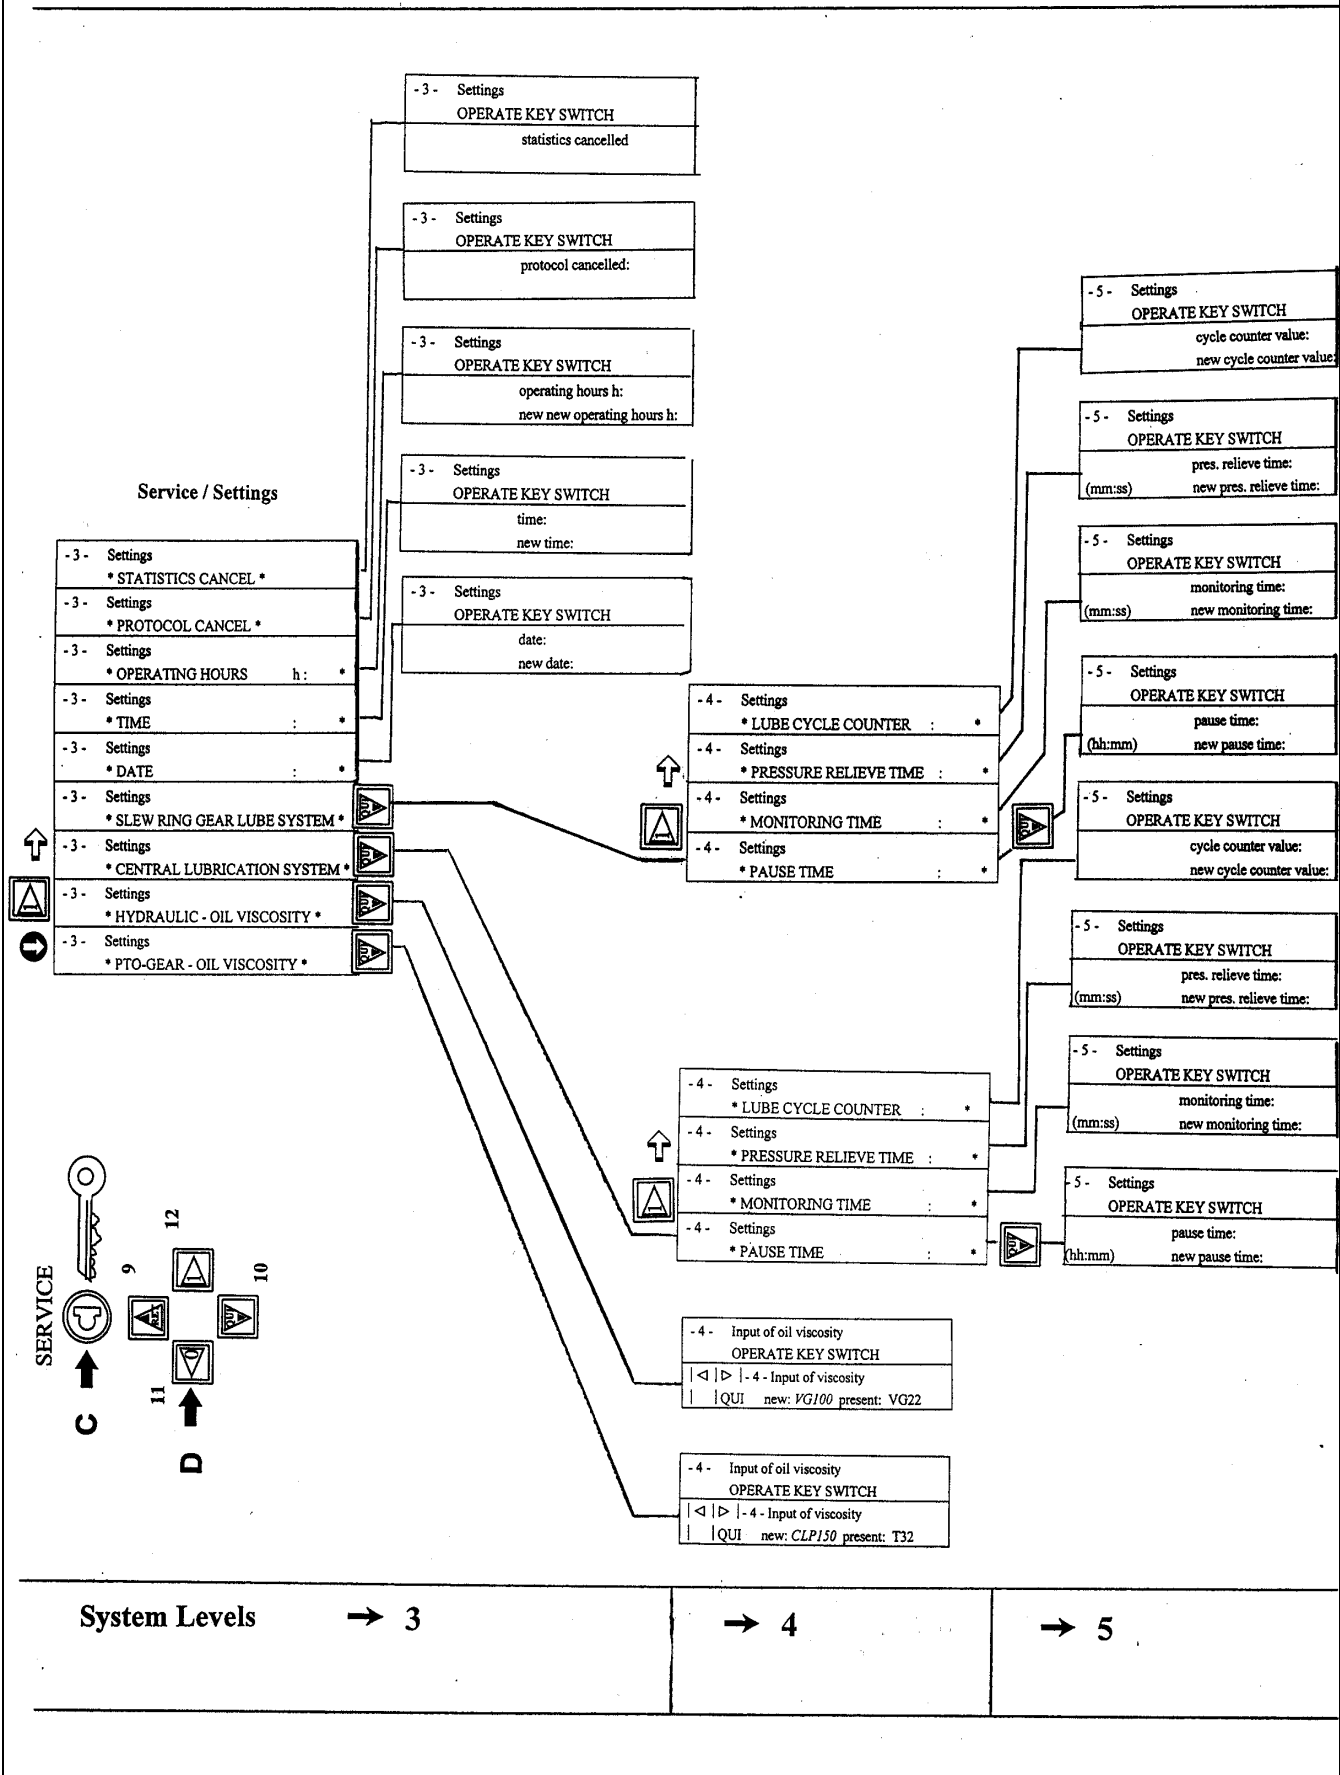 - 3 - Settings
OPERATE KEY SWITCH
statistics cancelled
- 3 - Settings
OPERATE KEY SWITCH
protocol cancelled:
- 3 - Settings
OPERATE KEY SWITCH
operating hours h:
new new operating hours h:
- 3 - Settings
OPERATE KEY SWITCH
time:
new time:
- 3 - Settings
OPERATE KEY SWITCH
date:
new date:
Service / Settings
- 3 - Settings
* STATISTICS CANCEL *
- 3 - Settings
* PROTOCOL CANCEL *
- 3 - Settings
* OPERATING HOURS h : *
- 3 - Settings
* TIME : *
- 3 - Settings
* DATE : *
- 3 - Settings
* SLEW RING GEAR LUBE SYSTEM *
QUI
- 3 - Settings
* CENTRAL LUBRICATION SYSTEM *
QUI
- 3 - Settings
* HYDRAULIC - OIL VISCOSITY *
QUI
- 3 - Settings
* PTO-GEAR - OIL VISCOSITY *
QUI
1
- 4 - Settings
* LUBE CYCLE COUNTER : *
- 4 - Settings
* PRESSURE RELIEVE TIME : *
- 4 - Settings
* MONITORING TIME : *
- 4 - Settings
* PAUSE TIME : *
1
QUI
- 5 - Settings
OPERATE KEY SWITCH
cycle counter value:
new cycle counter value:
- 5 - Settings
OPERATE KEY SWITCH
pres. relieve time:
(mm:ss) new pres. relieve time:
- 5 - Settings
OPERATE KEY SWITCH
monitoring time:
(mm:ss) new monitoring time:
- 5 - Settings
OPERATE KEY SWITCH
pause time:
(hh:mm) new pause time:
- 5 - Settings
OPERATE KEY SWITCH
cycle counter value:
new cycle counter value:
- 5 - Settings
OPERATE KEY SWITCH
pres. relieve time:
(mm:ss) new pres. relieve time:
- 5 - Settings
OPERATE KEY SWITCH
monitoring time:
(mm:ss) new monitoring time:
- 5 - Settings
OPERATE KEY SWITCH
pause time:
(hh:mm) new pause time:
- 4 - Settings
* LUBE CYCLE COUNTER : *
- 4 - Settings
* PRESSURE RELIEVE TIME : *
- 4 - Settings
* MONITORING TIME : *
- 4 - Settings
* PAUSE TIME : *
1
QUI
SERVICE
C
D
9
10
11
12
RET
QUI
1
0
- 4 - Input of oil viscosity
OPERATE KEY SWITCH
|◁ |▷ |- 4 - Input of viscosity
| |QUI new: VG100 present: VG22
- 4 - Input of oil viscosity
OPERATE KEY SWITCH
|◁ |▷ |- 4 - Input of viscosity
| |QUI new: CLP150 present: T32
System Levels → 3
→ 4
→ 5